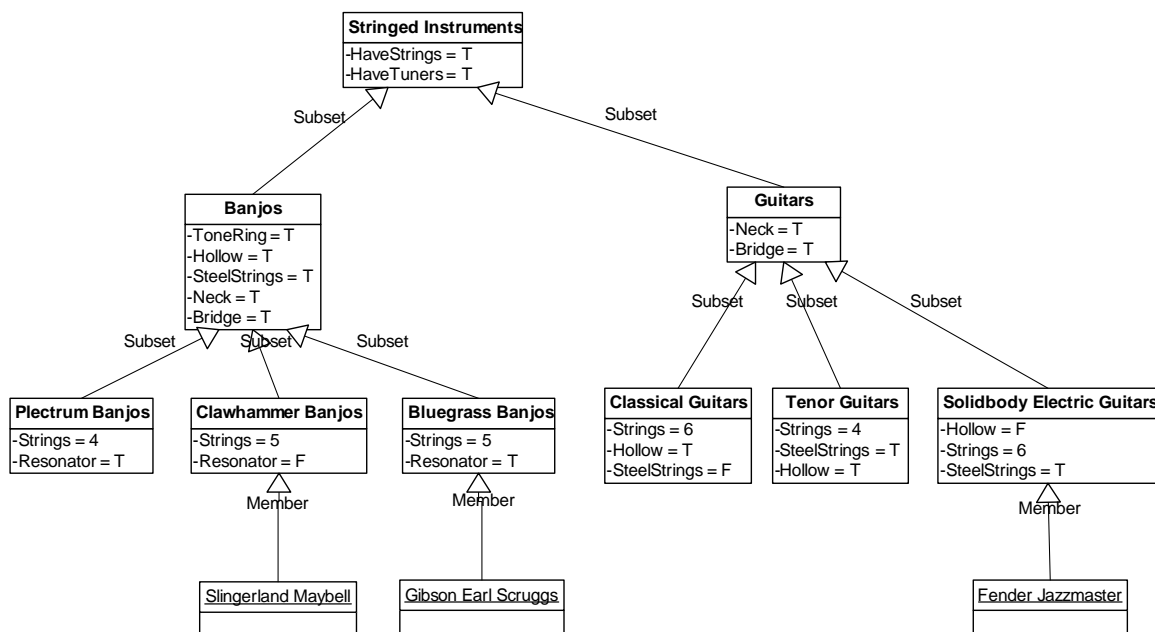 Stringed Instruments
-HaveStrings = T
-HaveTuners = T
Subset
Subset
Banjos
-ToneRing = T
-Hollow = T
-SteelStrings = T
-Neck = T
-Bridge = T
Guitars
-Neck = T
-Bridge = T
Subset
Subset
Subset
Subset
Subset
Subset
Plectrum Banjos
-Strings = 4
-Resonator = T
Clawhammer Banjos
-Strings = 5
-Resonator = F
Bluegrass Banjos
-Strings = 5
-Resonator = T
Classical Guitars
-Strings = 6
-Hollow = T
-SteelStrings = F
Tenor Guitars
-Strings = 4
-SteelStrings = T
-Hollow = T
Solidbody Electric Guitars
-Hollow = F
-Strings = 6
-SteelStrings = T
Member
Member
Member
Slingerland Maybell
Gibson Earl Scruggs
Fender Jazzmaster